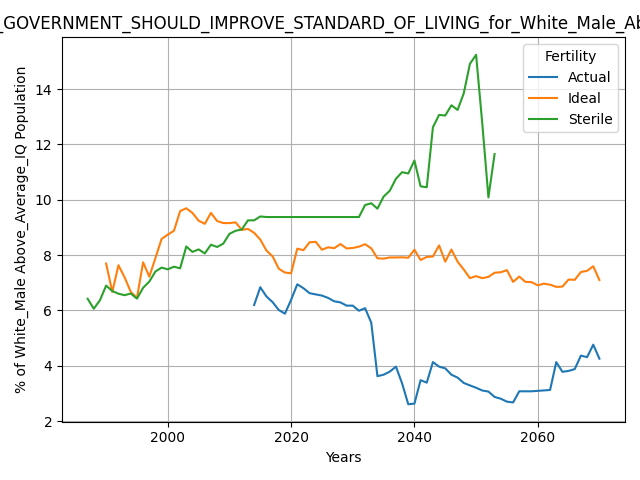 _GOVERNMENT_SHOULD_IMPROVE_STANDARD_OF_LIVING_for_White_Male_Ab
% of White_Male Above_Average_IQ Population
14
12
10
8
6
4
2
2000 2020 2040 2060
Years
Fertility
Actual
Ideal
Sterile